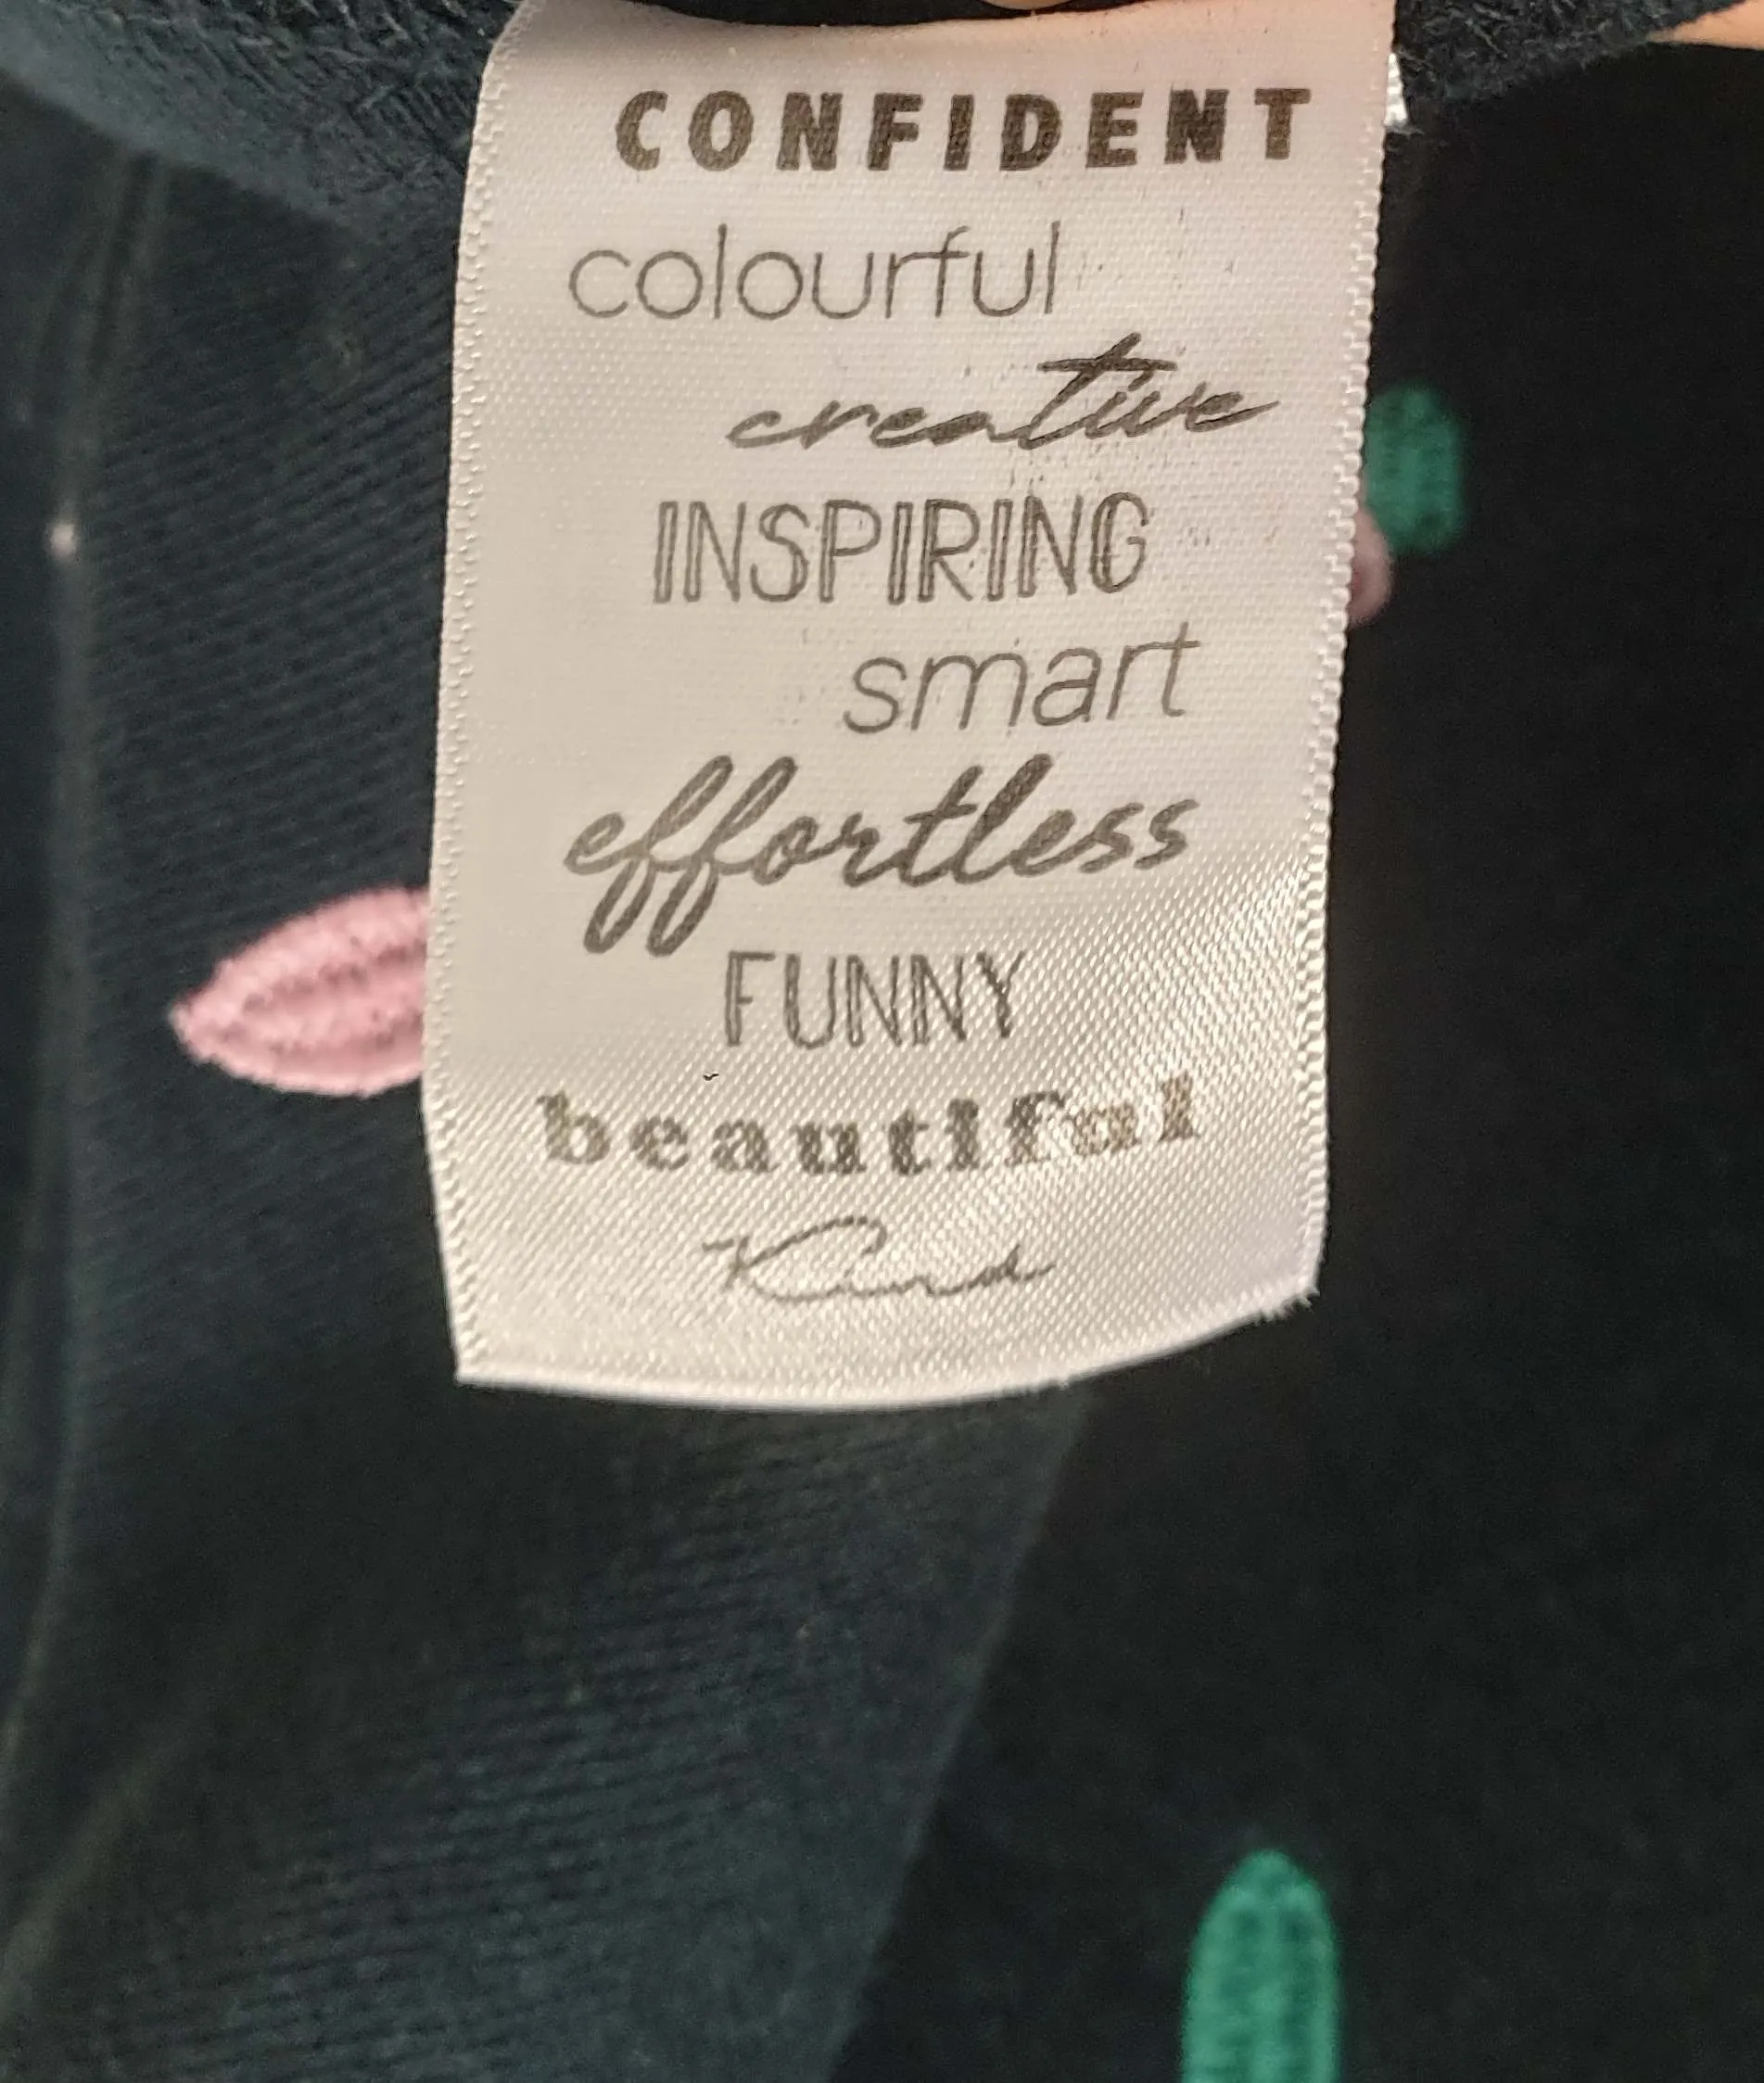 CONFIDENT
colourful
creative
INSPIRING
smart
effortless
FUNNY
beautiful
Kind